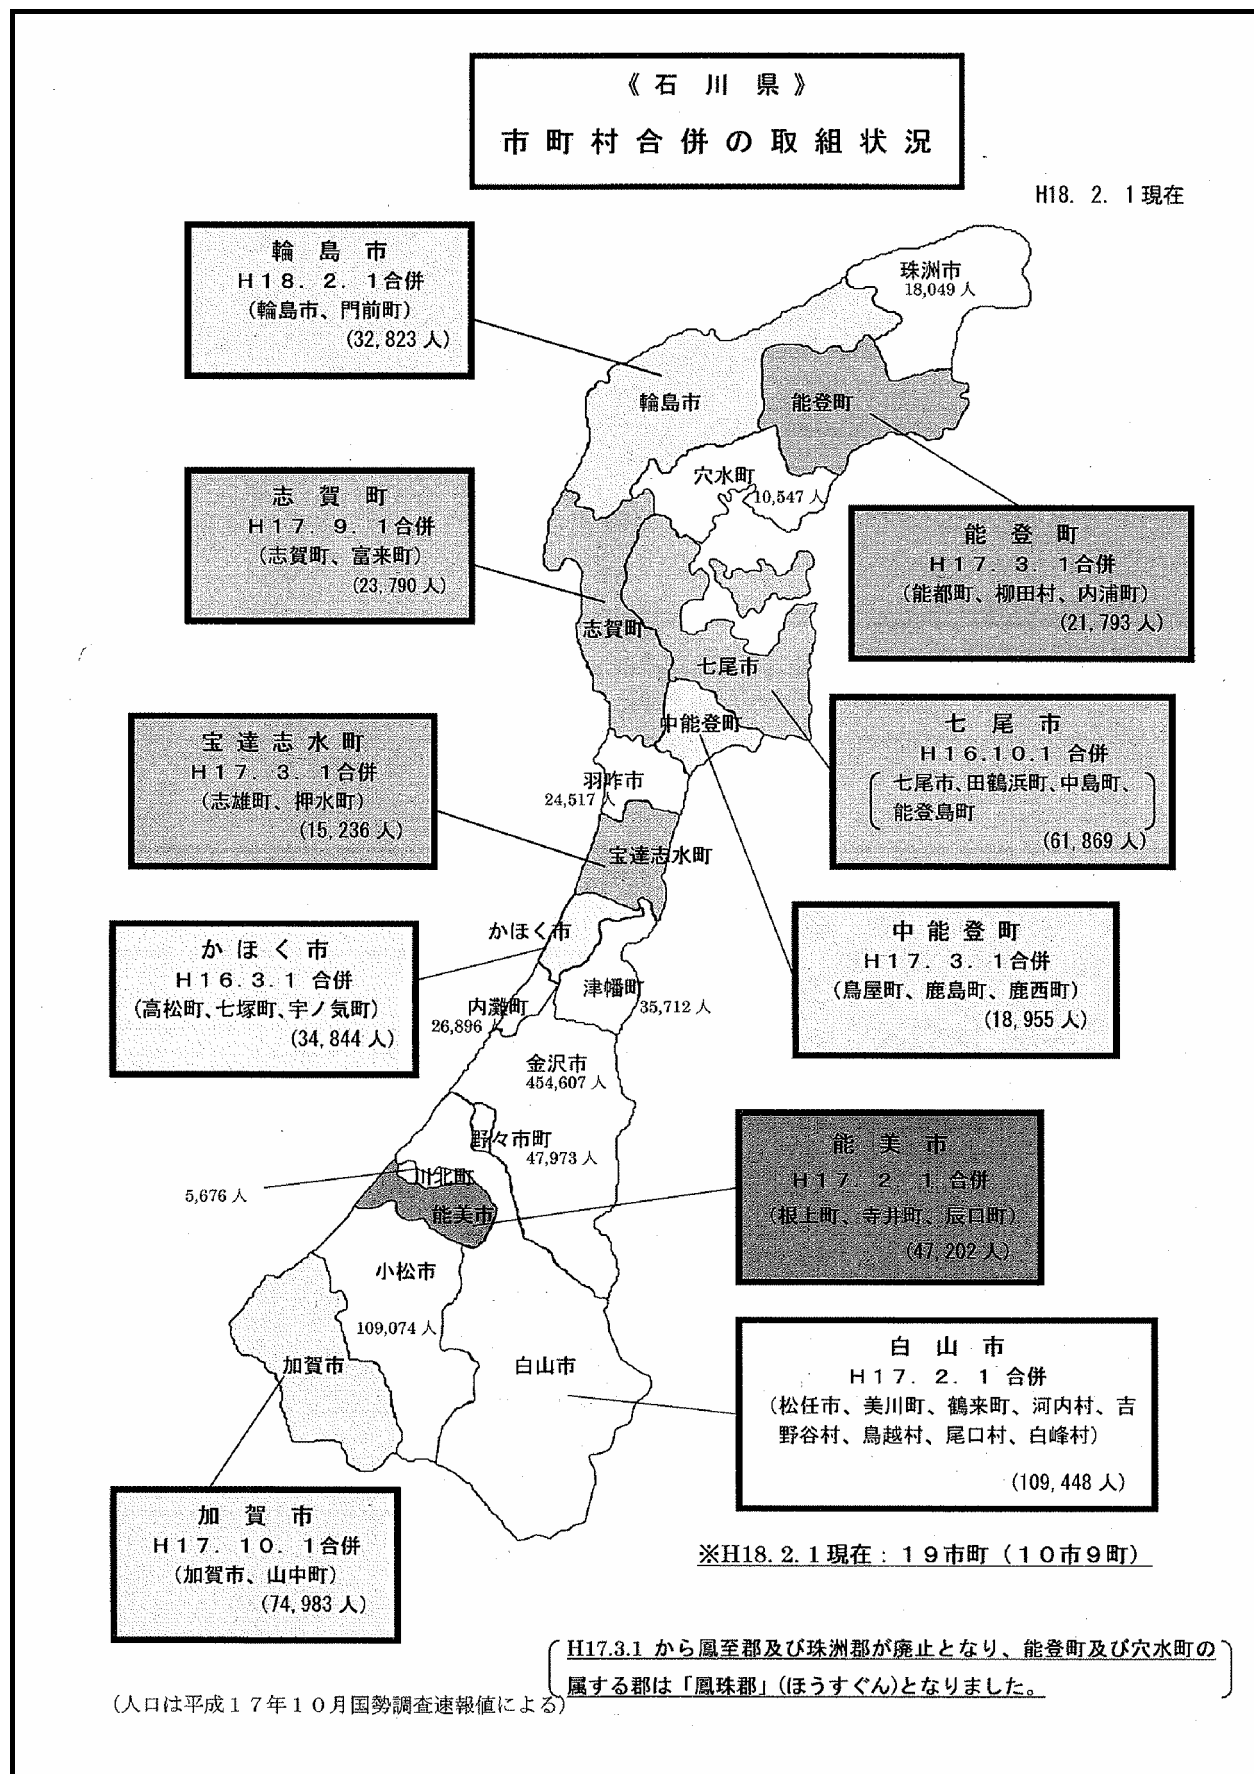 《石川県》
市町村合併の取組状況
H18. 2. 1現在
輪島市
H18. 2. 1合併
(輪島市、門前町)
(32,823人)
珠洲市
18,049人
輪島市
能登町
穴水町
10,547人
志賀町
H17. 9. 1合併
(志賀町、富来町)
(23,790人)
能登町
H17. 3. 1合併
(能都町、柳田村、内浦町)
(21,793人)
志賀町
七尾市
中能登町
七尾市
H16.10.1 合併
七尾市、田鶴浜町、中島町、
能登島町
(61,869人)
宝達志水町
H17. 3. 1合併
(志雄町、押水町)
(15,236人)
羽咋市
24,517人
宝達志水町
かほく市
かほく市
H16.3.1 合併
(高松町、七塚町、宇ノ気町)
(34,844人)
中能登町
H17. 3. 1合併
(鳥屋町、鹿島町、鹿西町)
(18,955人)
津幡町
35,712人
内灘町
26,896人
金沢市
454,607人
野々市町
47,973人
川北町
5,676人
能美市
能美市
H17. 2. 1 合併
(根上町、寺井町、辰口町)
(47,202人)
小松市
109,074人
加賀市
白山市
白山市
H17. 2. 1 合併
(松任市、美川町、鶴来町、河内村、吉
野谷村、鳥越村、尾口村、白峰村)
(109,448人)
加賀市
H17. 10. 1合併
(加賀市、山中町)
(74,983人)
※H18. 2. 1現在:19市町(10市9町)
H17.3.1 から鳳至郡及び珠洲郡が廃止となり、能登町及び穴水町の
属する郡は「鳳珠郡」(ほうすぐん)となりました。
(人口は平成17年10月国勢調査速報値による)